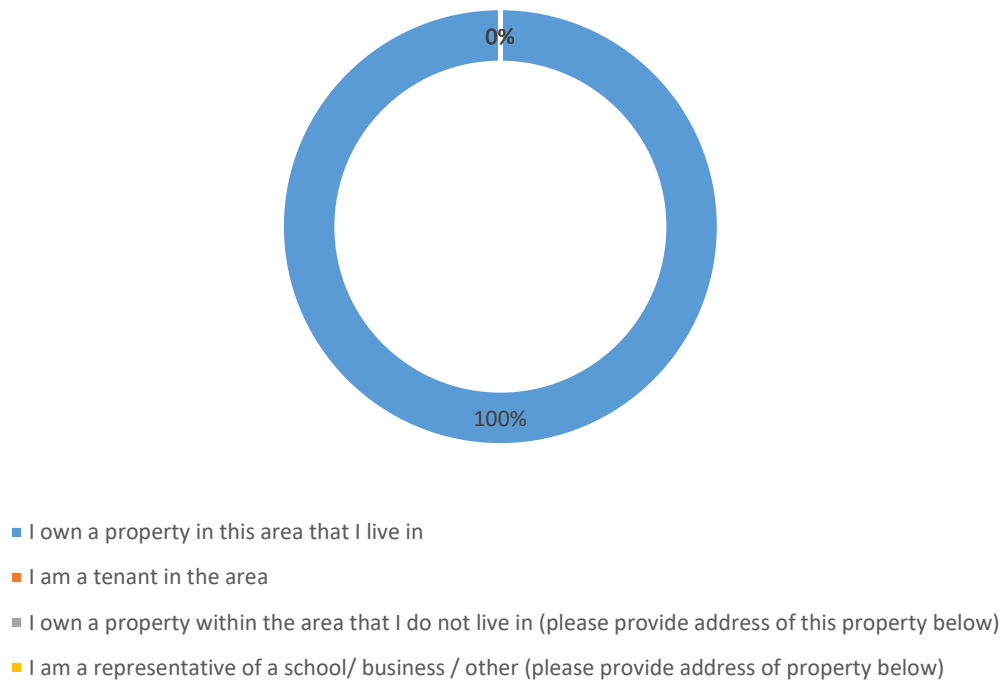 0%
100%
I own a property in this area that I live in
I am a tenant in the area
I own a property within the area that I do not live in (please provide address of this property below)
I am a representative of a school/ business / other (please provide address of property below)